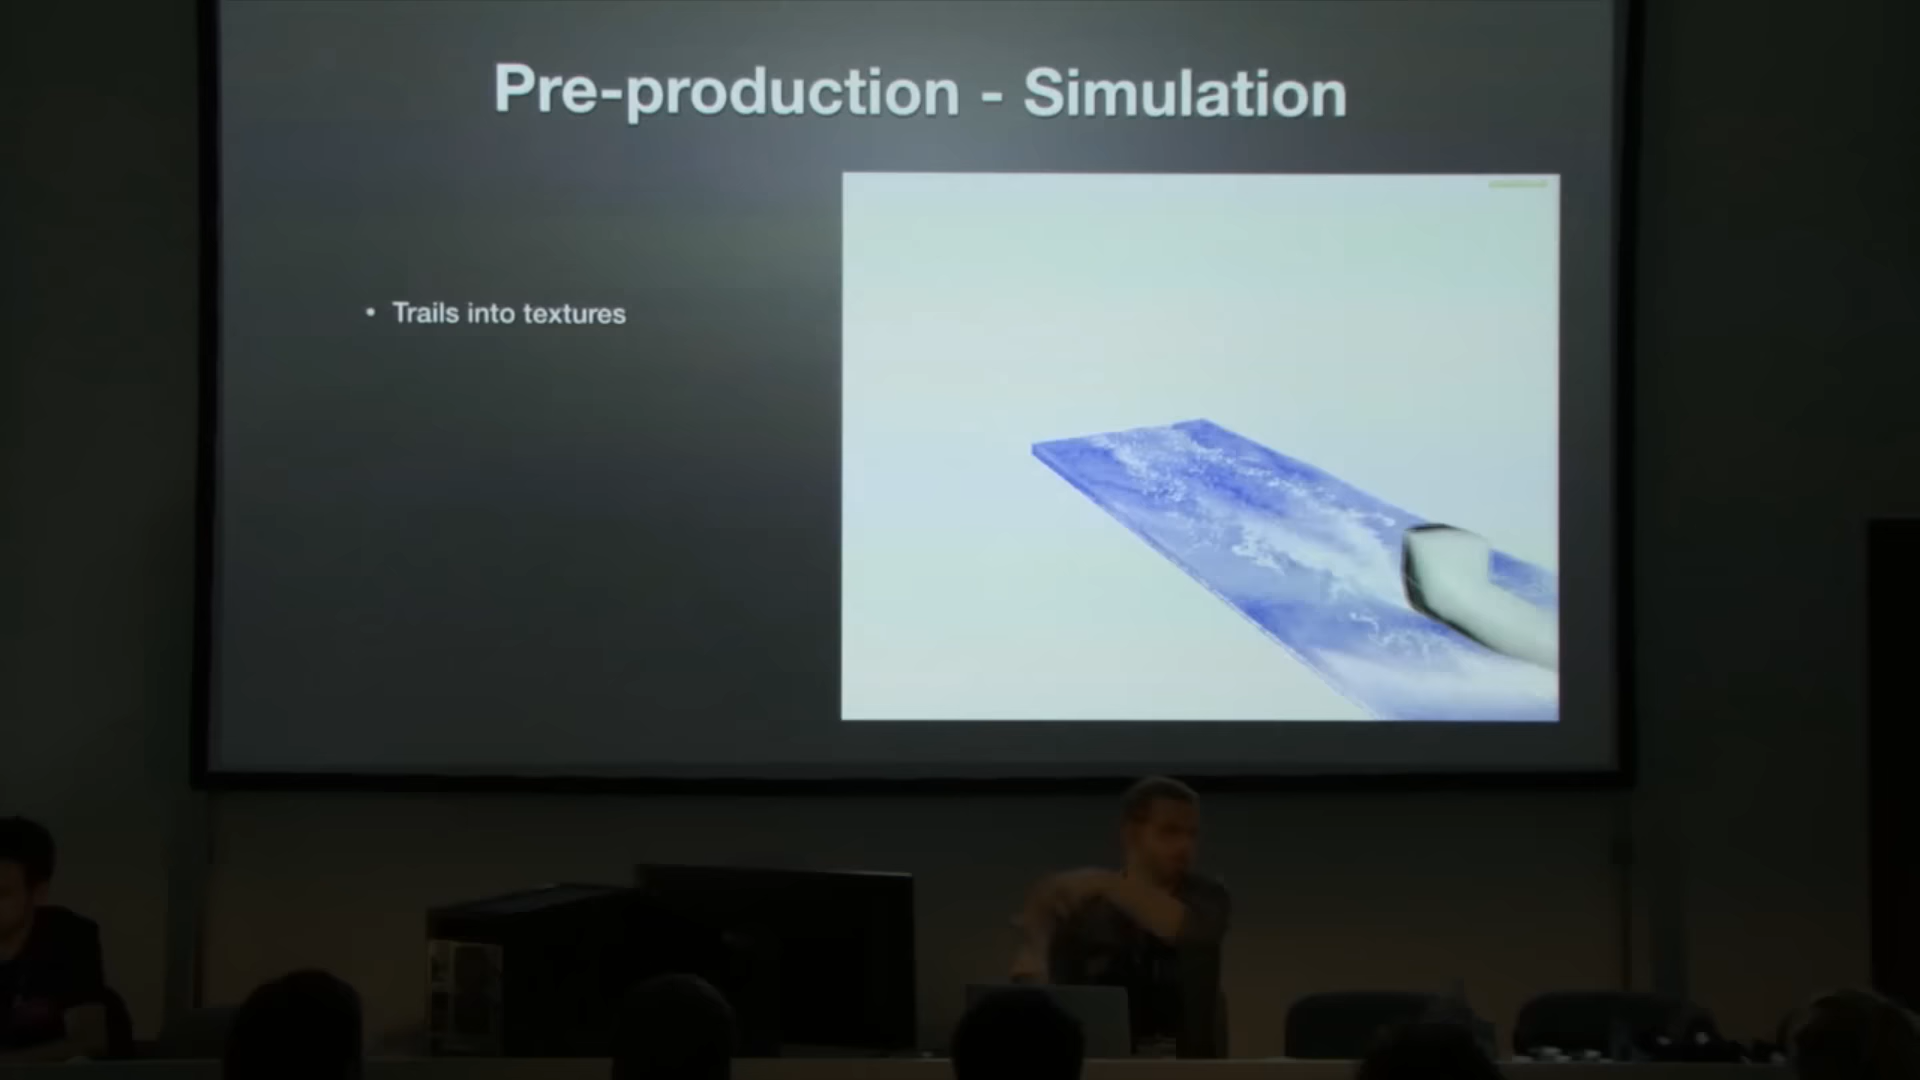 Pre-production - Simulation
• Trails into textures